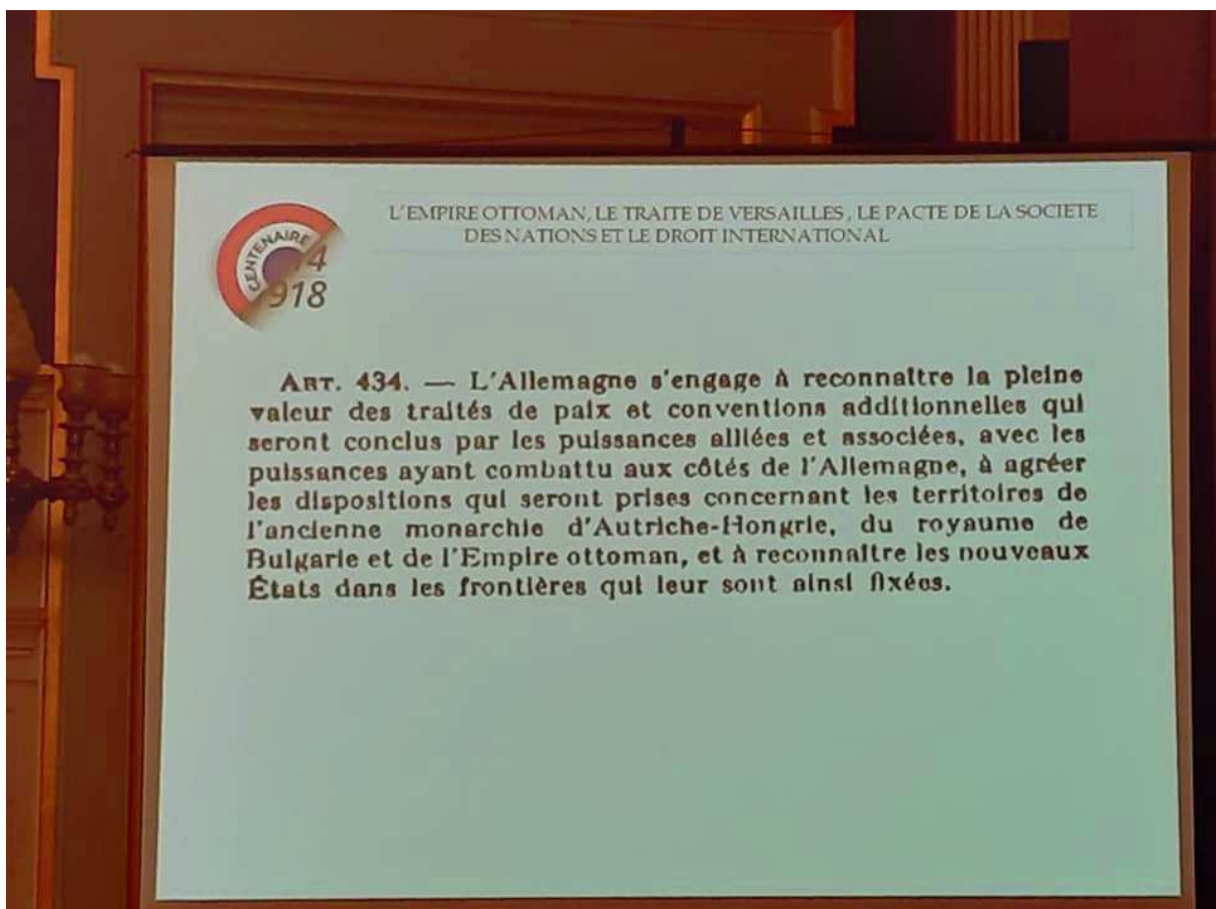 L'EMPIRE OTTOMAN, LE TRAITE DE VERSAILLES , LE PACTE DE LA SOCIETE
DES NATIONS ET LE DROIT INTERNATIONAL
CENTENAIRE
4
918
ART. 434. — L'Allemagne s'engage à reconnaître la pleine
valeur des traités de paix et conventions additionnelles qui
seront conclus par les puissances alliées et associées, avec les
puissances ayant combattu aux côtés de l'Allemagne, à agréer
les dispositions qui seront prises concernant les territoires de
l'ancienne monarchie d'Autriche-Hongrie, du royaume de
Bulgarie et de l'Empire ottoman, et à reconnaître les nouveaux
États dans les frontières qui leur sont ainsi fixées.